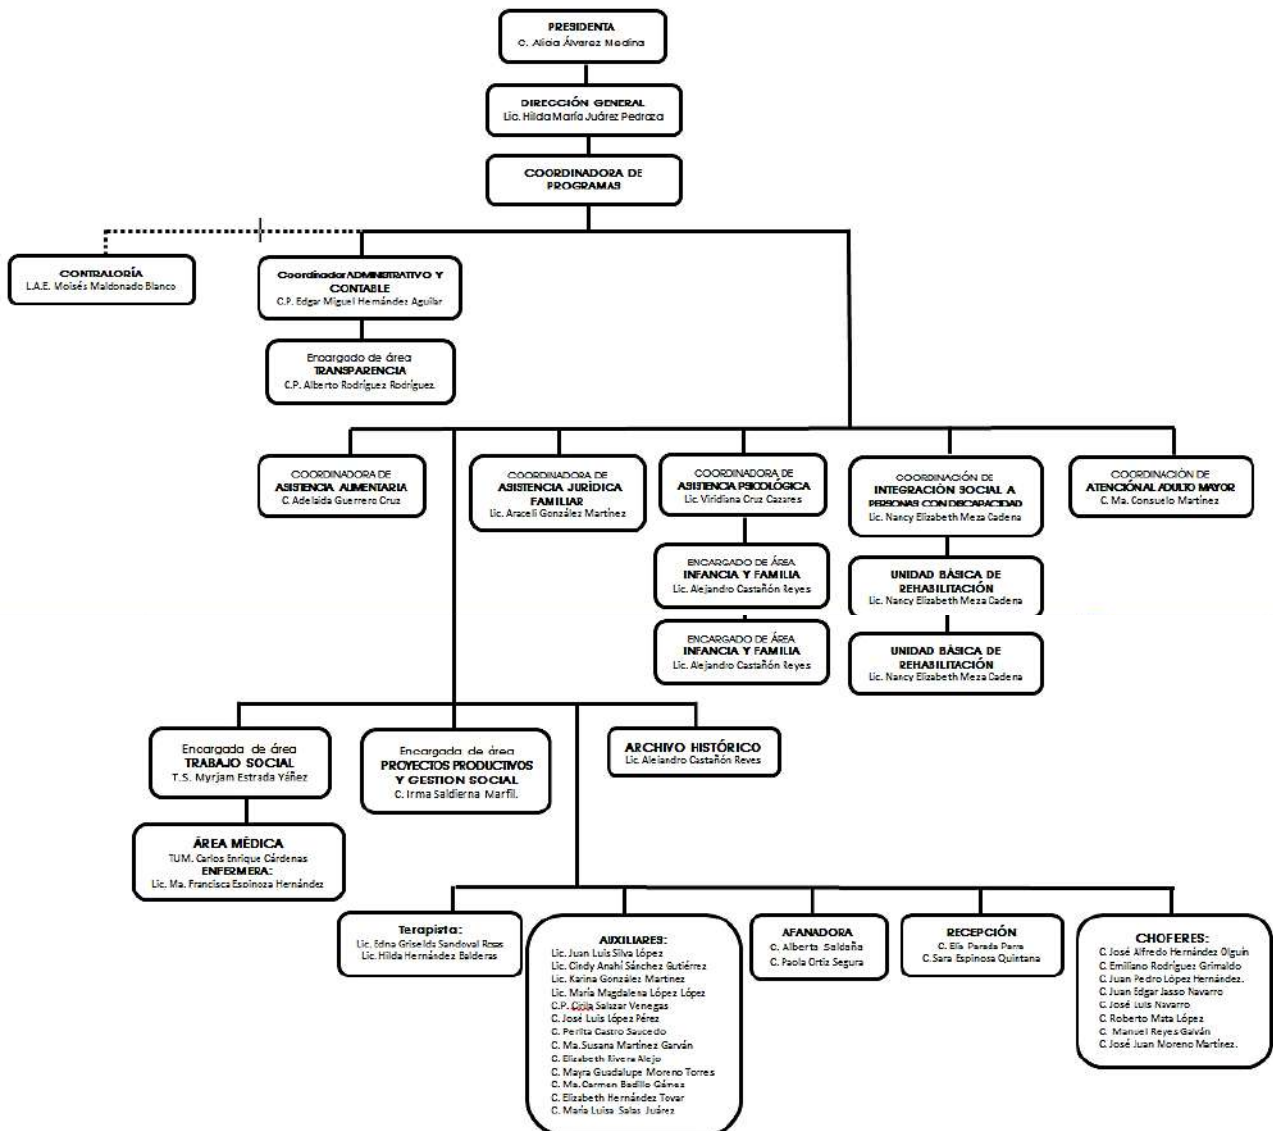 PRESIDENTA
C. Alicia Álvarez Medina
DIRECCIÓN GENERAL
Lic. Hilda María Juárez Pedraza
COORDINADORA DE
PROGRAMAS
CONTRALORÍA
L.A.E. Moisés Maldonado Blanco
Coordinador ADMINISTRATIVO Y
CONTABLE
C.P. Edgar Miguel Hernández Aguilar
Encargado de área
TRANSPARENCIA
C.P. Alberto Rodríguez Rodríguez
COORDINADORA DE
ASISTENCIA ALIMENTARIA
C. Adelaida Guerrero Cruz
COORDINADORA DE
ASISTENCIA JURÍDICA
FAMILIAR
Lic. Araceli González Martínez
COORDINADORA DE
ASISTENCIA PSICOLÓGICA
Lic. Viridiana Cruz Cazares
COORDINACIÓN DE
INTEGRACIÓN SOCIAL A
PERSONAS CON DISCAPACIDAD
Lic. Nancy Elizabeth Meza Cadena
COORDINACIÓN DE
ATENCIÓN AL ADULTO MAYOR
C. Ma. Consuelo Martínez
ENCARGADO DE ÁREA
INFANCIA Y FAMILIA
Lic. Alejandro Castañón Reyes
UNIDAD BÁSICA DE
REHABILITACIÓN
Lic. Nancy Elizabeth Meza Cadena
ENCARGADO DE ÁREA
INFANCIA Y FAMILIA
Lic. Alejandro Castañón Reyes
UNIDAD BÁSICA DE
REHABILITACIÓN
Lic. Nancy Elizabeth Meza Cadena
Encargada de área
TRABAJO SOCIAL
T.S. Myrjam Estrada Yáñez
Encargada de área
PROYECTOS PRODUCTIVOS
Y GESTION SOCIAL
C. Irma Saldierna Marfil.
ARCHIVO HISTÓRICO
Lic. Alejandro Castañón Reyes
ÁREA MÉDICA
TUM. Carlos Enrique Cárdenas
ENFERMERA:
Lic. Ma. Francisca Espinoza Hernández
Terapista:
Lic. Edna Griselda Sandoval Rosas
Lic. Hilda Hernández Balderas
AUXILIARES:
Lic. Juan Luis Silva López
Lic. Cindy Anahí Sánchez Gutiérrez
Lic. Karina González Martinez
Lic. María Magdalena López López
C.P. Cirila Salazar Venegas
C. José Luis López Pérez
C. Perlita Castro Saucedo
C. Ma. Susana Martínez Garván
C. Elizabeth Rivera Alejo
C. Mayra Guadalupe Moreno Torres
C. Ma. Carmen Badillo Gámez
C. Elizabeth Hernández Tovar
C. María Luisa Salas Juárez
AFANADORA
C. Alberta Saldaña
C. Paola Ortiz Segura
RECEPCIÓN
C. Elia Parada Parra
C. Sara Espinosa Quintana
CHOFERES:
C. José Alfredo Hernández Olguín
C. Emiliano Rodríguez Grimaldo
C. Juan Pedro López Hernández.
C. Juan Edgar Jasso Navarro
C. José Luis Navarro
C. Roberto Mata López
C. Manuel Reyes Galván
C. José Juan Moreno Martínez.